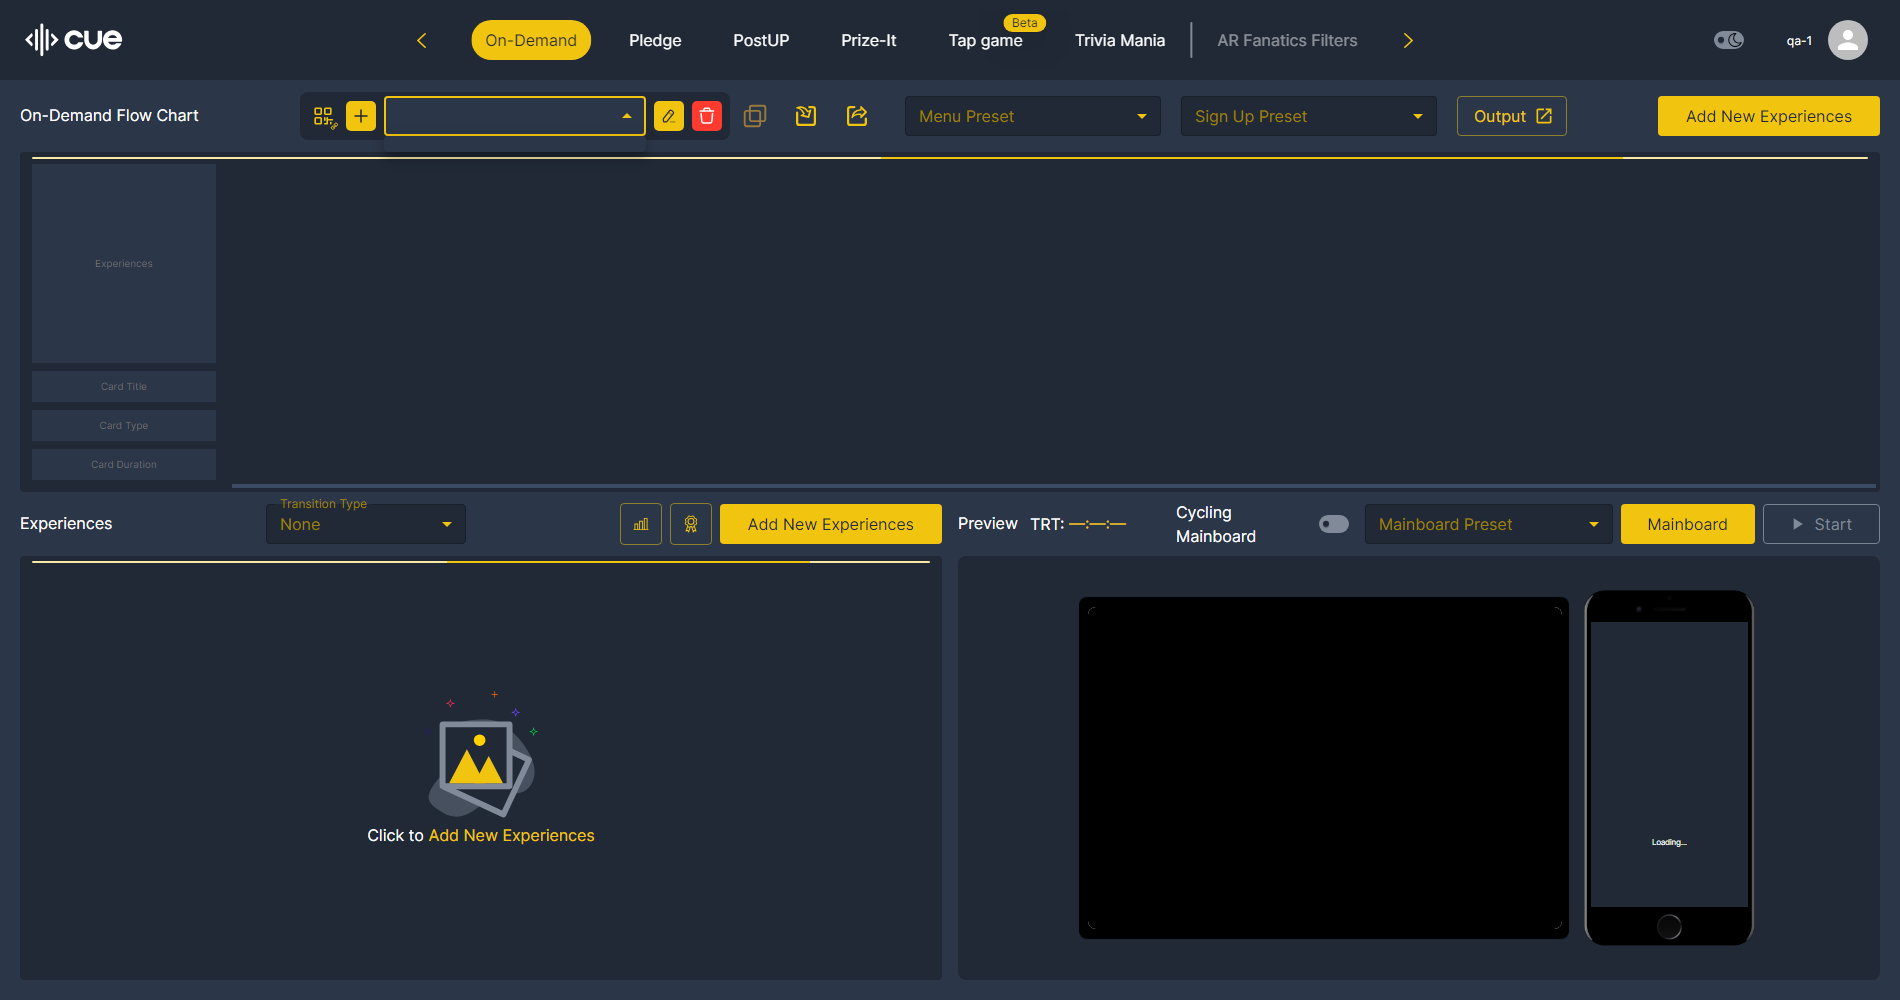 cue
On-Demand
Pledge
PostUP
Prize-It
Beta
Tap game
Trivia Mania
AR Fanatics Filters
qa-1
On-Demand Flow Chart
Menu Preset
Sign Up Preset
Output
Add New Experiences
Experiences
Card Title
Card Type
Card Duration
Experiences
Transition Type
None
Add New Experiences
Preview
TRT: —:—:—
Cycling
Mainboard
Mainboard Preset
Mainboard
Start
Click to Add New Experiences
Loading...